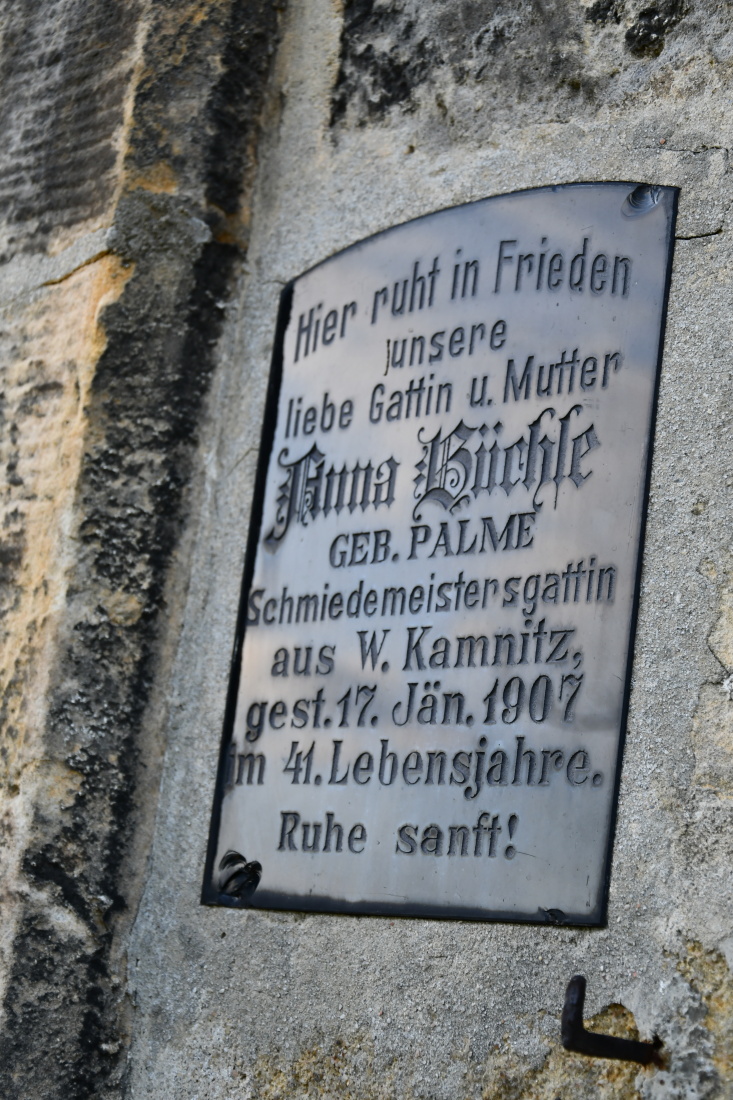 Hier ruht in Frieden
unsere
liebe Gattin u. Mutter
Anna Büchse
GEB. PALME
Schmiedemeistersgattin
aus W. Kamnitz,
gest. 17. Jän. 1907
im 41. Lebensjahre.
Ruhe sanft!